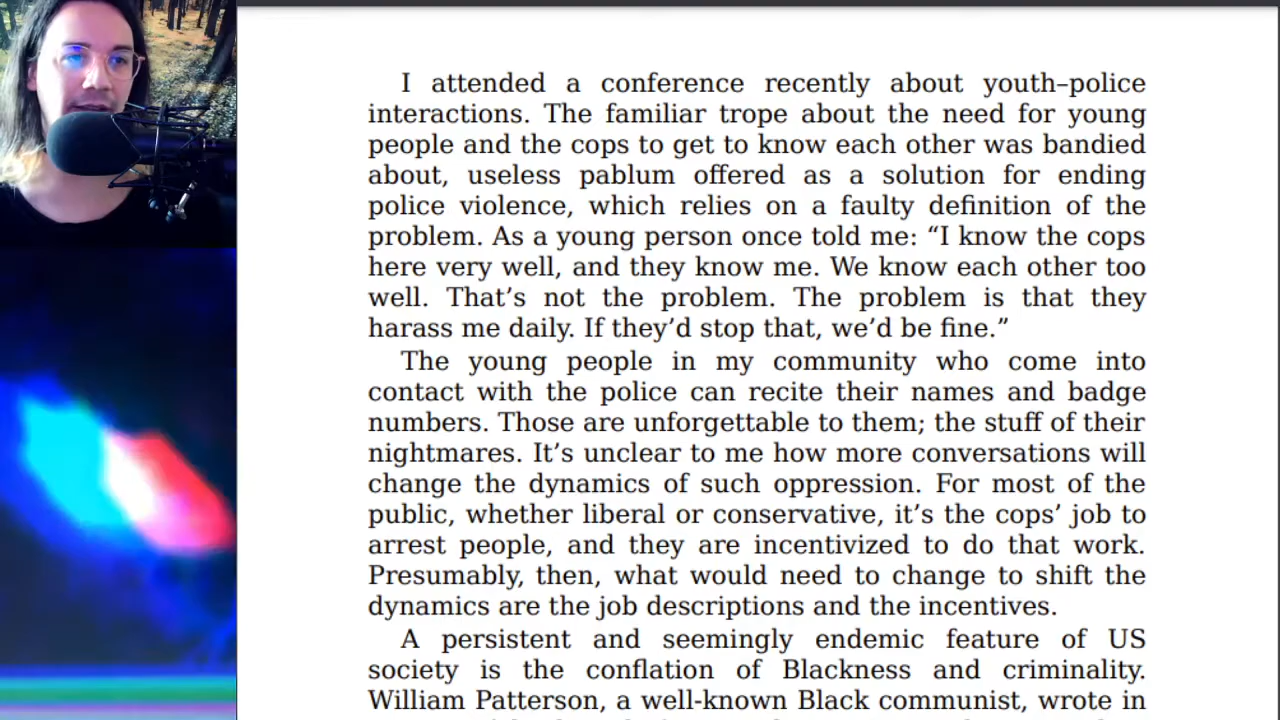 I attended a conference recently about youth–police
interactions. The familiar trope about the need for young
people and the cops to get to know each other was bandied
about, useless pablum offered as a solution for ending
police violence, which relies on a faulty definition of the
problem. As a young person once told me: “I know the cops
here very well, and they know me. We know each other too
well. That’s not the problem. The problem is that they
harass me daily. If they’d stop that, we’d be fine.”
The young people in my community who come into
contact with the police can recite their names and badge
numbers. Those are unforgettable to them; the stuff of their
nightmares. It’s unclear to me how more conversations will
change the dynamics of such oppression. For most of the
public, whether liberal or conservative, it’s the cops’ job to
arrest people, and they are incentivized to do that work.
Presumably, then, what would need to change to shift the
dynamics are the job descriptions and the incentives.
A persistent and seemingly endemic feature of US
society is the conflation of Blackness and criminality.
William Patterson, a well-known Black communist, wrote in